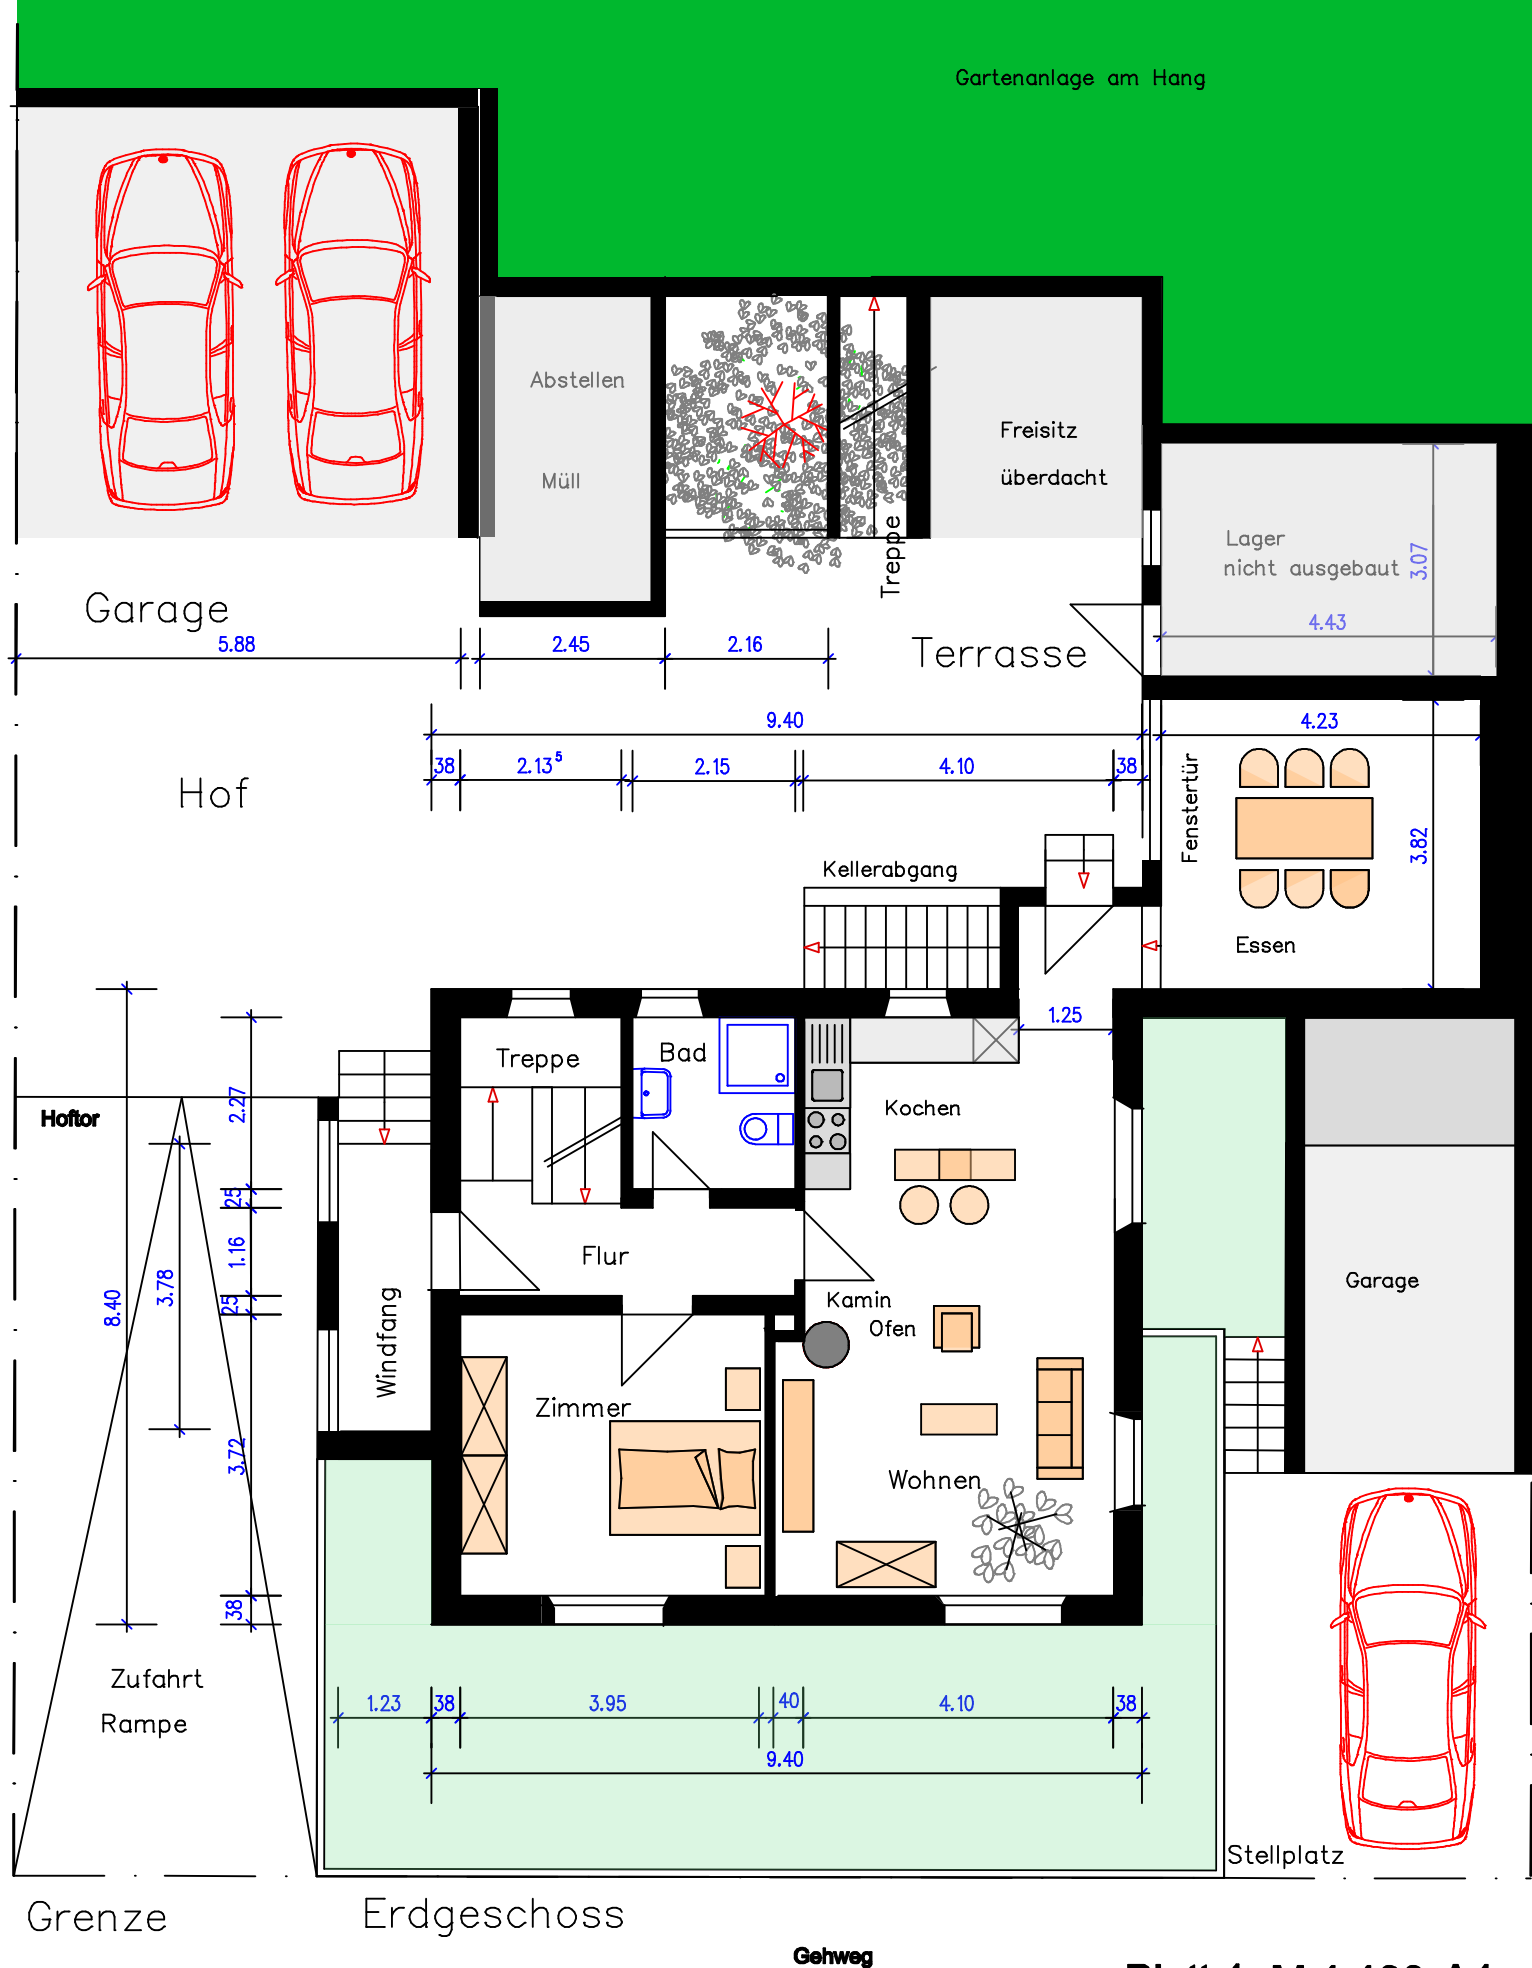 Gartenanlage am Hang
Abstellen
Müll
Freisitz
überdacht
Treppe
Lager
nicht ausgebaut
3.07
4.43
Garage
5.88
2.45
2.16
Terrasse
9.40
4.23
38
2.13⁵
2.15
4.10
38
Hof
Fenstertür
3.82
Kellerabgang
Essen
1.25
Treppe
Bad
Kochen
Hoftor
2.27
25
1.16
25
3.78
8.40
Flur
Windfang
Kamin
Ofen
Garage
Zimmer
3.72
Wohnen
38
Zufahrt
Rampe
1.23
38
3.95
40
4.10
38
9.40
Stellplatz
Grenze
Erdgeschoss
Gehweg